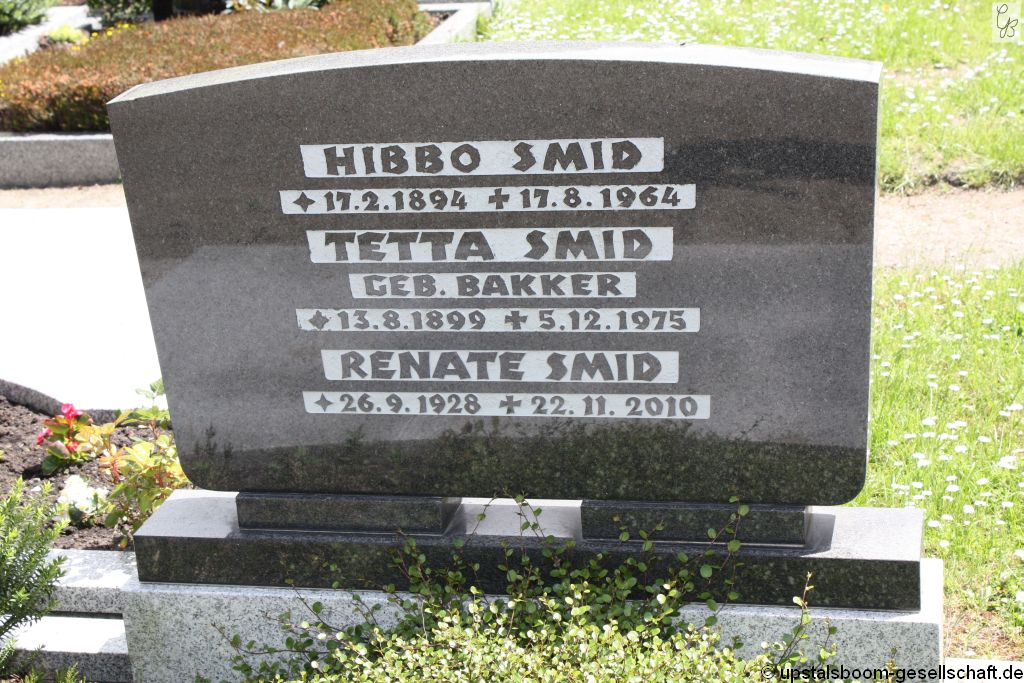 HIBBO SMID
✦ 17.2.1894 ✝ 17.8.1964
TETTA SMID
GEB. BAKKER
✦ 13.8.1899 ✝ 5.12.1975
RENATE SMID
✦ 26.9.1928 ✝ 22.11.2010
© upstalsboom-gesellschaft.de